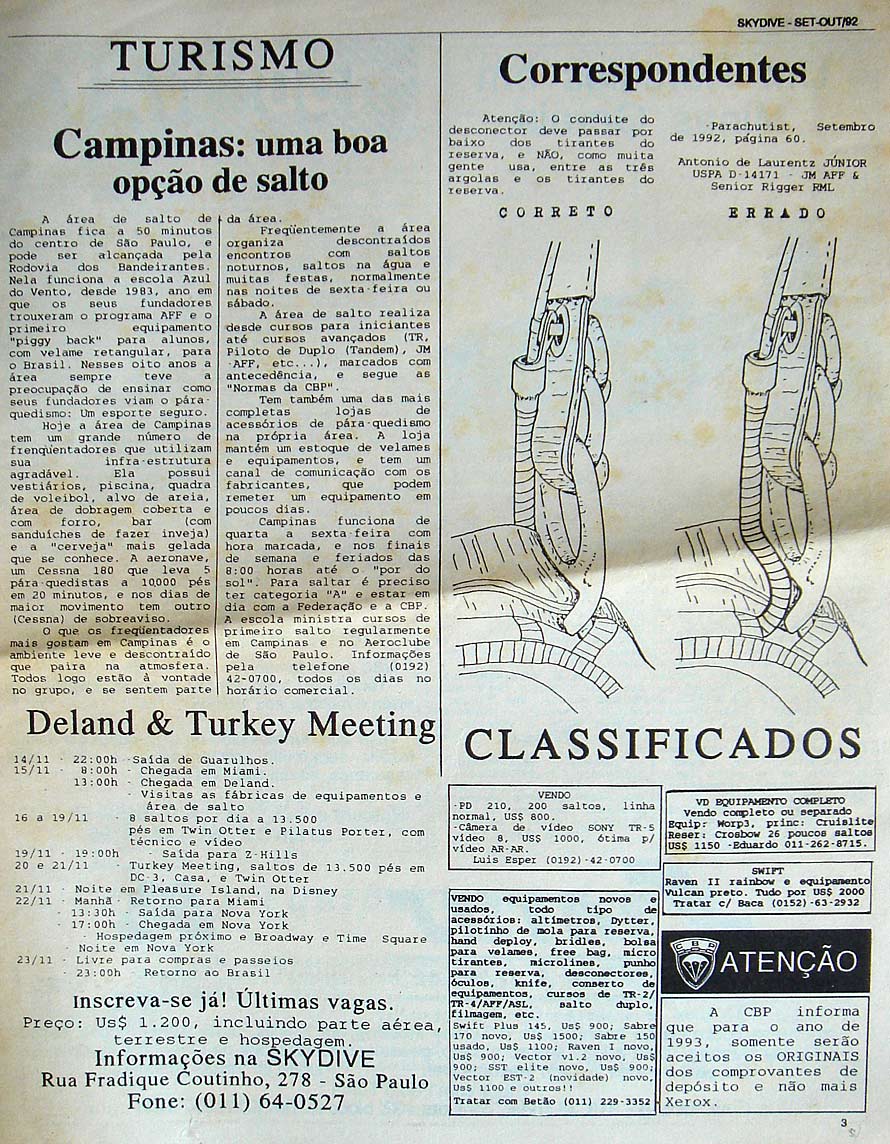 SKYDIVE - SET-OUT/92
TURISMO
Campinas: uma boa
opção de salto
A área de salto de
Campinas fica a 50 minutos
do centro de São Paulo, e
pode ser alcançada pela
Rodovia dos Bandeirantes.
Nela funciona a escola Azul
do Vento, desde 1983, ano em
que os seus fundadores
trouxeram o programa AFF e o
primeiro equipamento
"piggy back" para alunos,
com velame retangular, para
o Brasil. Nesses oito anos a
área sempre teve a
preocupação de ensinar como
seus fundadores viam o pára-
quedismo: Um esporte seguro.
Hoje a área de Campinas
tem um grande número de
frenqüentadores que utilizam
sua infra-estrutura
agradável. Ela possui
vestiários, piscina, quadra
de voleibol, alvo de areia,
área de dobragem coberta e
com forro, bar (com
sanduíches de fazer inveja)
e a "cerveja" mais gelada
que se conhece. A aeronave,
um Cessna 180 que leva 5
pára-quedistas a 10,000 pés
em 20 minutos, e nos dias de
maior movimento tem outro
(Cessna) de sobreaviso.
O que os freqüentadores
mais gostam em Campinas é o
ambiente leve e descontraído
que paira na atmosfera.
Todos logo estão à vontade
no grupo, e se sentem parte
da área.
Freqüentemente a área
organiza descontraídos
encontros com saltos
noturnos, saltos na água e
muitas festas, normalmente
nas noites de sexta-feira ou
sábado.
A área de salto realiza
desde cursos para iniciantes
até cursos avançados (TR,
Piloto de Duplo (Tandem), JM
-AFF, etc...), marcados com
antecedência, e segue as
"Normas da CBP".
Tem também uma das mais
completas lojas de
acessórios de pára-quedismo
na própria área. A loja
mantém um estoque de velames
e equipamentos, e tem um
canal de comunicação com os
fabricantes, que podem
remeter um equipamento em
poucos dias.
Campinas funciona de
quarta a sexta-feira com
hora marcada, e nos finais
de semana e feriados das
8:00 horas até o "por do
sol". Para saltar é preciso
ter categoria "A" e estar em
dia com a Federação e a CBP.
A escola ministra cursos de
primeiro salto regularmente
em Campinas e no Aeroclube
de São Paulo. Informações
pela telefone (0192)
42-0700, todos os dias no
horário comercial.
Deland & Turkey Meeting
14/11 - 22:00h -Saída de Guarulhos.
15/11 - 8:00h - Chegada em Miami.
13:00h - Chegada em Deland.
- Visitas as fábricas de equipamentos e
área de salto
16 a 19/11 - 8 saltos por dia a 13.500
pés em Twin Otter e Pilatus Porter, com
técnico e vídeo
19/11 - 19:00h - Saída para Z-Hills
20 e 21/11 - Turkey Meeting, saltos de 13.500 pés em
DC-3, Casa, e Twin Otter
21/11 - Noite em Pleasure Island, na Disney
22/11 - Manhã - Retorno para Miami
- 13:30h - Saída para Nova York
- 17:00h - Chegada em Nova York
- Hospedagem próximo e Broadway e Time Square
- Noite em Nova York
23/11 - Livre para compras e passeios
- 23:00h - Retorno ao Brasil
Inscreva-se já! Últimas vagas.
Preço: Us$ 1.200, incluindo parte aérea,
terrestre e hospedagem.
Informações na SKYDIVE
Rua Fradique Coutinho, 278 - São Paulo
Fone: (011) 64-0527
Correspondentes
Atenção: O conduite do
desconector deve passar por
baixo dos tirantes do
reserva, e NÃO, como muita
gente usa, entre as três
argolas e os tirantes do
reserva.
-Parachutist, Setembro
de 1992, página 60.
Antonio de Laurentz JÚNIOR
USPA D-14171 - JM AFF &
Senior Rigger RML
CORRETO
ERRADO
CLASSIFICADOS
VENDO
-PD 210, 200 saltos, linha
normal, US$ 800.
-Câmera de vídeo SONY TR-5
vídeo 8, US$ 1000, ótima p/
vídeo AR-AR.
Luis Esper (0192)-42-0700
VD EQUIPAMENTO COMPLETO
Vendo completo ou separado
Equip: Worp3, princ: Cruislite
Reser: Crosbow 26 poucos saltos
US$ 1150 -Eduardo 011-262-8715.
SWIFT
Raven II rainbow e equipamento
Vulcan preto. Tudo por US$ 2000
Tratar c/ Baca (0152)-63-2932
VENDO equipamentos novos e
usados, todo tipo de
acessórios: altímetros, Dytter,
pilotinho de mola para reserva,
hand deploy, bridles, bolsa
para velames, free bag, micro
tirantes, microlines, punho
para reserva, desconectores,
óculos, knife, conserto de
equipamentos, cursos de TR-2/
TR-4/AFF/ASL, salto duplo,
filmagem, etc.
Swift Plus 145, Us$ 900; Sabre
170 novo, Us$ 1500; Sabre 150
usado, Us$ 1100; Raven I novo,
Us$ 900; Vector v1.2 novo, Us$
900; SST elite novo, Us$ 900;
Vector EST-2 (novidade) novo,
Us$ 1100 e outros!!
Tratar com Betão (011) 229-3352
CBP
ATENÇÃO
A CBP informa
que para o ano de
1993, somente serão
aceitos os ORIGINAIS
dos comprovantes de
depósito e não mais
Xerox.
3